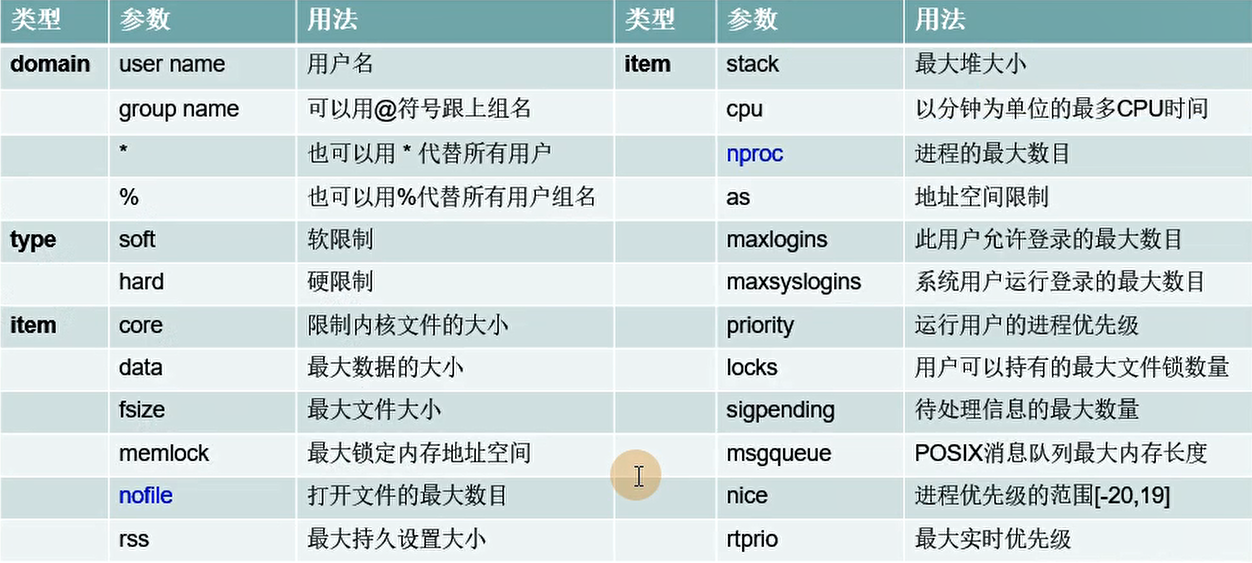 类型 参数 用法 类型 参数 用法
domain user name 用户名 item stack 最大堆大小
group name 可以用@符号跟上组名 cpu 以分钟为单位的最多CPU时间
* 也可以用 * 代替所有用户 nproc 进程的最大数目
% 也可以用%代替所有用户组名 as 地址空间限制
type soft 软限制 maxlogins 此用户允许登录的最大数目
hard 硬限制 maxsyslogins 系统用户运行登录的最大数目
item core 限制内核文件的大小 priority 运行用户的进程优先级
data 最大数据的大小 locks 用户可以持有的最大文件锁数量
fsize 最大文件大小 sigpending 待处理信息的最大数量
memlock 最大锁定内存地址空间 msgqueue POSIX消息队列最大内存长度
nofile 打开文件的最大数目 nice 进程优先级的范围[-20,19]
rss 最大持久设置大小 rtprio 最大实时优先级